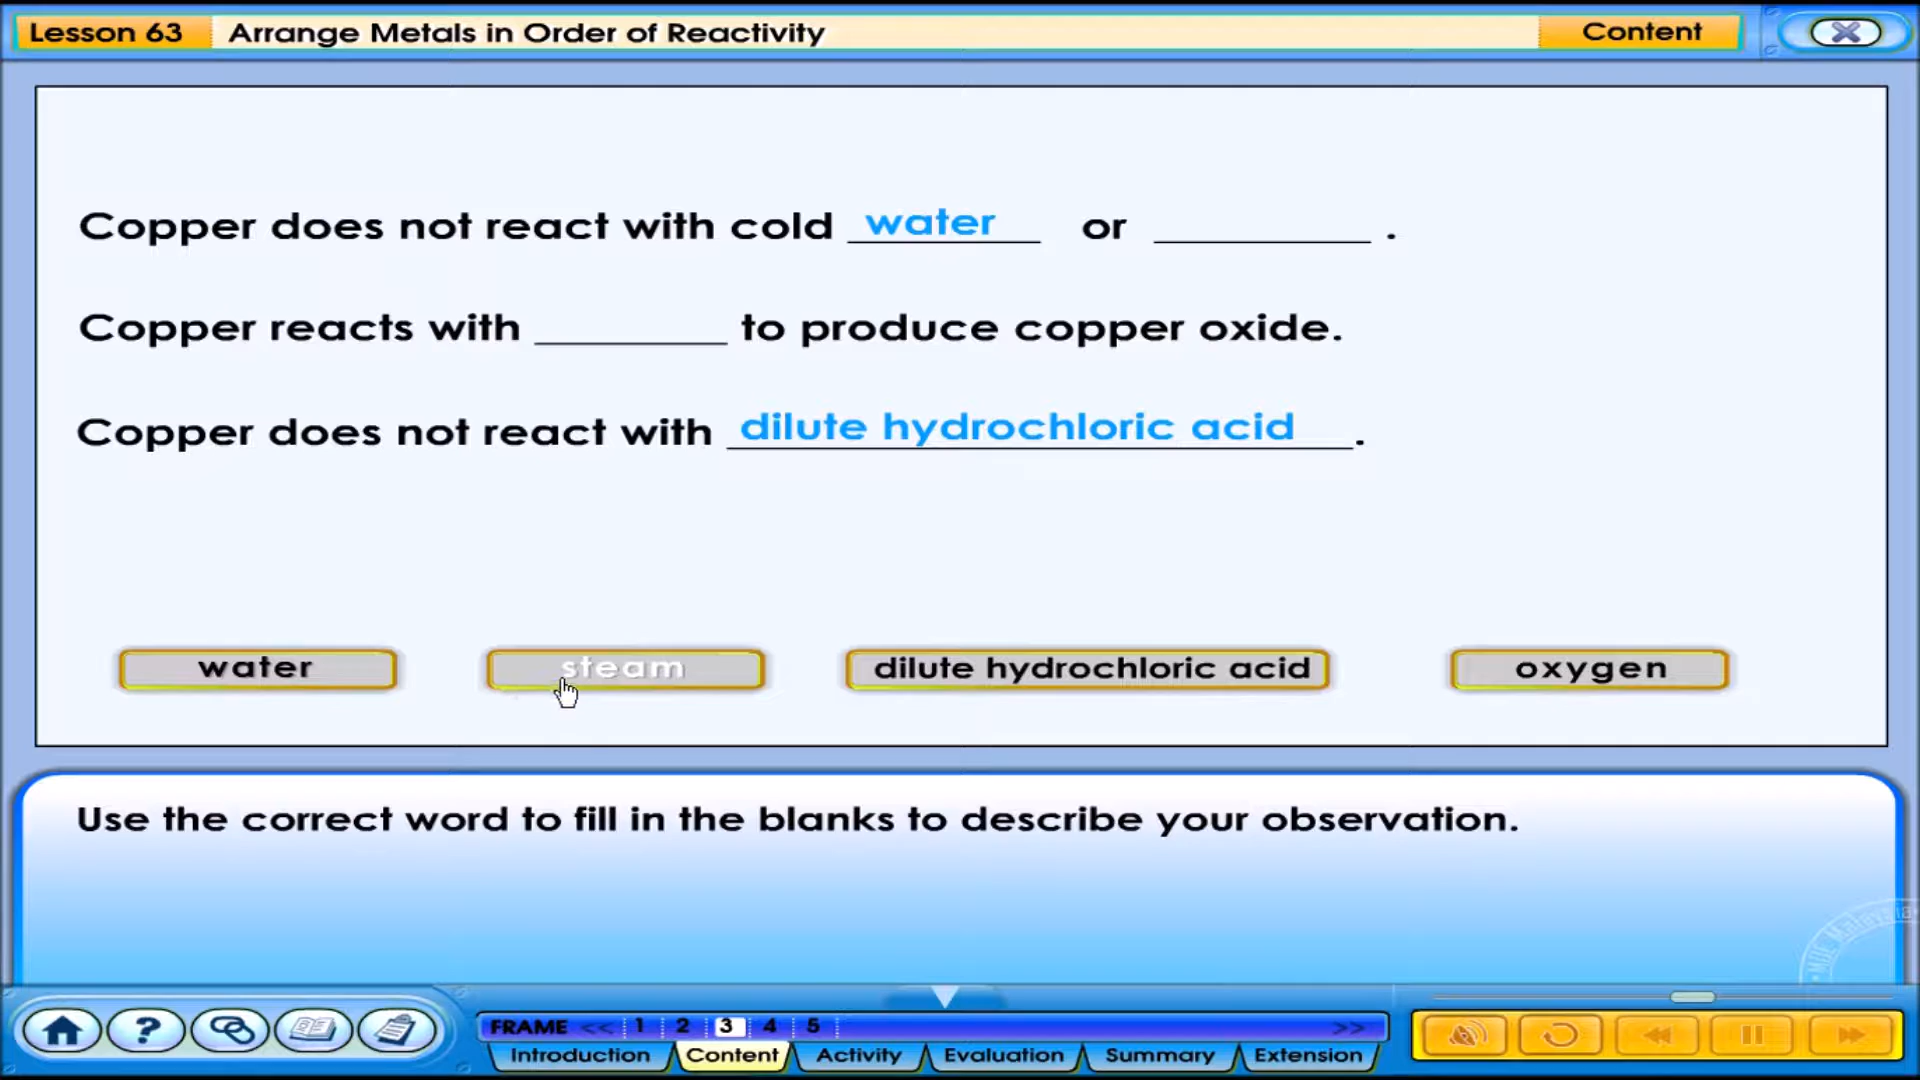 Lesson 63 Arrange Metals in Order of Reactivity Content
Copper does not react with cold water or __________ .
Copper reacts with _________ to produce copper oxide.
Copper does not react with dilute hydrochloric acid.
water steam dilute hydrochloric acid oxygen
Use the correct word to fill in the blanks to describe your observation.
FRAME << 1 2 3 4 5 >>
Introduction Content Activity Evaluation Summary Extension